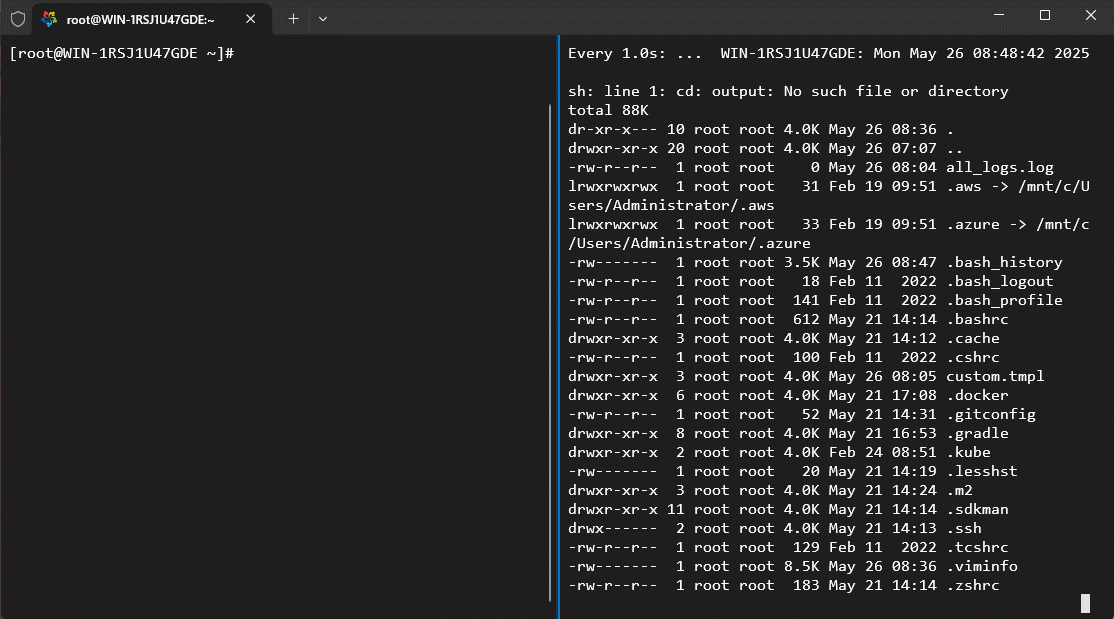 root@WIN-1RSJ1U47GDE:~
[root@WIN-1RSJ1U47GDE ~]#
Every 1.0s: ...  WIN-1RSJ1U47GDE: Mon May 26 08:48:42 2025
sh: line 1: cd: output: No such file or directory
total 88K
dr-xr-x--- 10 root root 4.0K May 26 08:36 .
drwxr-xr-x 20 root root 4.0K May 26 07:07 ..
-rw-r--r--  1 root root    0 May 26 08:04 all_logs.log
lrwxrwxrwx  1 root root   31 Feb 19 09:51 .aws -> /mnt/c/U
sers/Administrator/.aws
lrwxrwxrwx  1 root root   33 Feb 19 09:51 .azure -> /mnt/c
/Users/Administrator/.azure
-rw-------  1 root root 3.5K May 26 08:47 .bash_history
-rw-r--r--  1 root root   18 Feb 11  2022 .bash_logout
-rw-r--r--  1 root root  141 Feb 11  2022 .bash_profile
-rw-r--r--  1 root root  612 May 21 14:14 .bashrc
drwxr-xr-x  3 root root 4.0K May 21 14:12 .cache
-rw-r--r--  1 root root  100 Feb 11  2022 .cshrc
drwxr-xr-x  3 root root 4.0K May 26 08:05 custom.tmpl
drwxr-xr-x  6 root root 4.0K May 21 17:08 .docker
-rw-r--r--  1 root root   52 May 21 14:31 .gitconfig
drwxr-xr-x  8 root root 4.0K May 21 16:53 .gradle
drwxr-xr-x  2 root root 4.0K Feb 24 08:51 .kube
-rw-------  1 root root   20 May 21 14:19 .lesshst
drwxr-xr-x  3 root root 4.0K May 21 14:24 .m2
drwxr-xr-x 11 root root 4.0K May 21 14:14 .sdkman
drwx------  2 root root 4.0K May 21 14:13 .ssh
-rw-r--r--  1 root root  129 Feb 11  2022 .tcshrc
-rw-------  1 root root 8.5K May 26 08:36 .viminfo
-rw-r--r--  1 root root  183 May 21 14:14 .zshrc